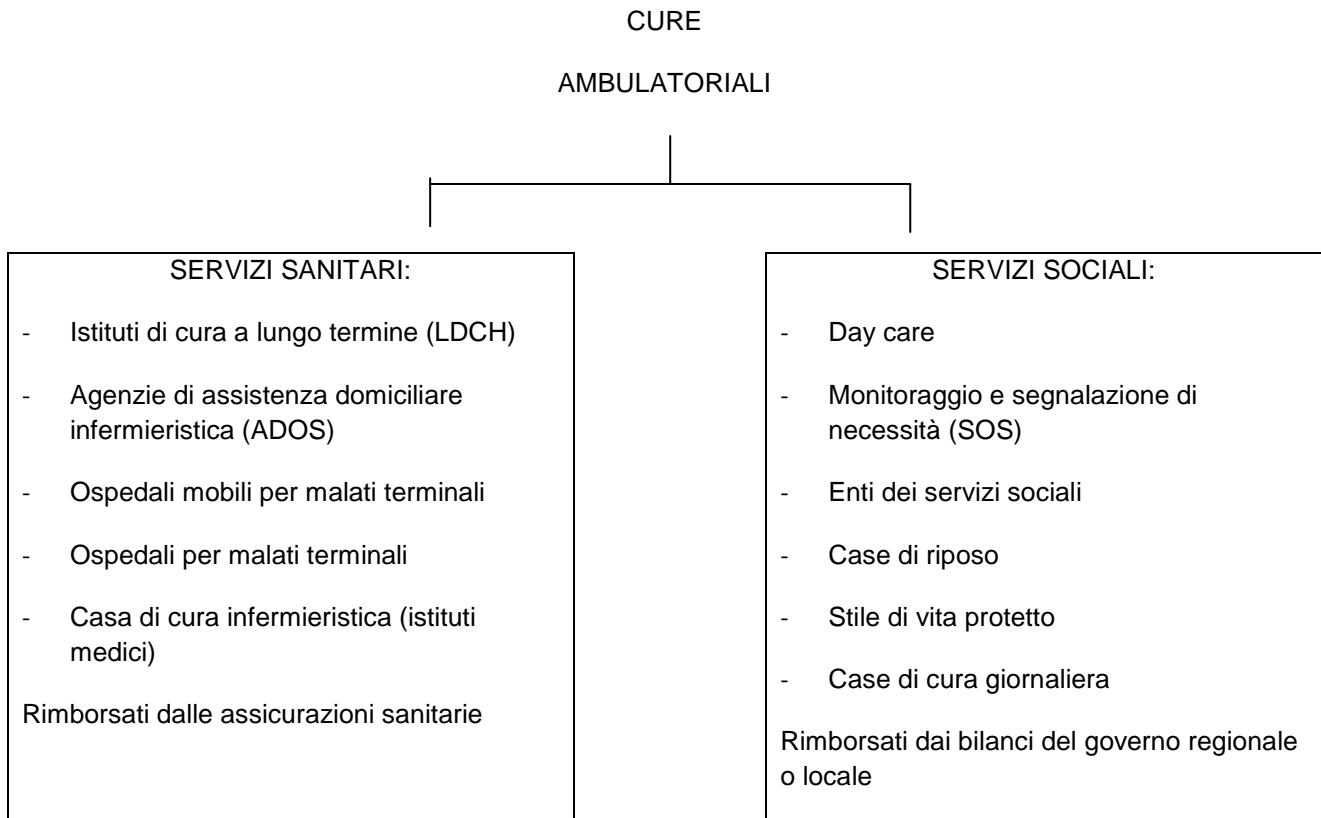 CURE
AMBULATORIALI
SERVIZI SANITARI:
- Istituti di cura a lungo termine (LDCH)
- Agenzie di assistenza domiciliare
infermieristica (ADOS)
- Ospedali mobili per malati terminali
- Ospedali per malati terminali
- Casa di cura infermieristica (istituti
medici)
Rimborsati dalle assicurazioni sanitarie
SERVIZI SOCIALI:
- Day care
- Monitoraggio e segnalazione di
necessità (SOS)
- Enti dei servizi sociali
- Case di riposo
- Stile di vita protetto
- Case di cura giornaliera
Rimborsati dai bilanci del governo regionale
o locale